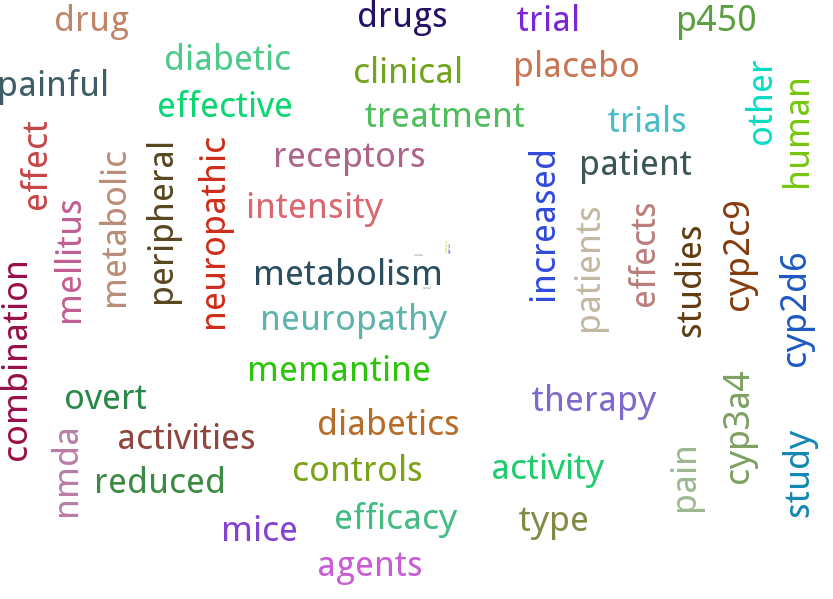 drug
drugs
trial
p450
diabetic
clinical
placebo
painful
effective
treatment
trials
other
human
effect
receptors
patient
mellitus
metabolic
peripheral
neuropathic
intensity
increased
patients
effects
studies
cyp2c9
cyp2d6
combination
metabolism
neuropathy
memantine
overt
therapy
cyp3a4
nmda
activities
diabetics
reduced
controls
activity
pain
study
mice
efficacy
type
agents